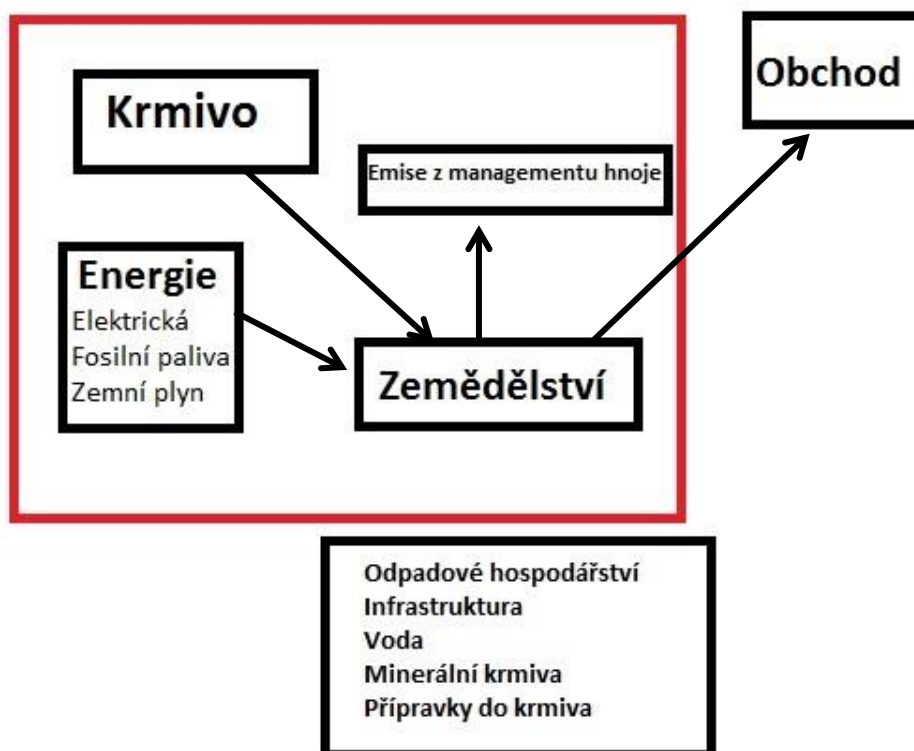 Krmivo
Obchod
Emise z managementu hnoje
Energie
Elektrická
Fosilní paliva
Zemní plyn
Zemědělství
Odpadové hospodářství
Infrastruktura
Voda
Minerální krmiva
Přípravky do krmiva